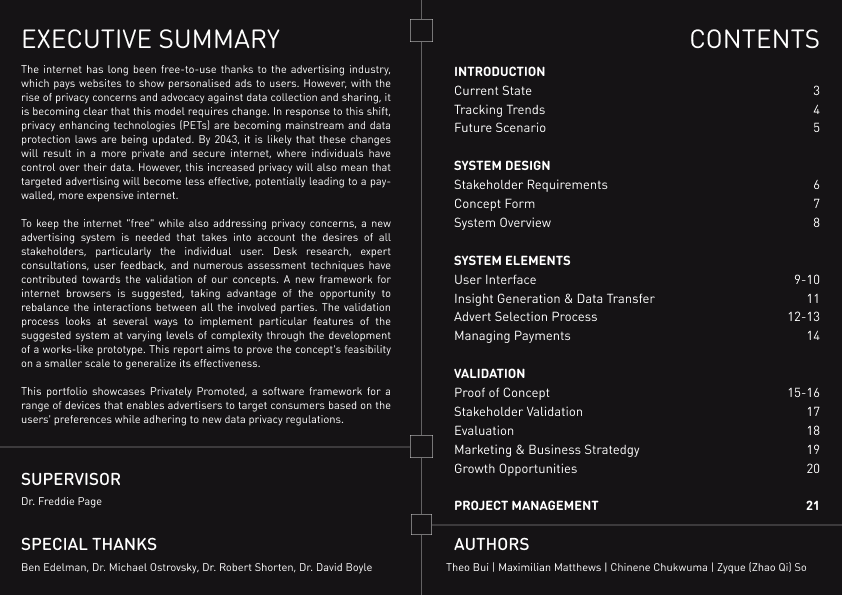 EXECUTIVE SUMMARY
The internet has long been free-to-use thanks to the advertising industry,
which pays websites to show personalised ads to users. However, with the
rise of privacy concerns and advocacy against data collection and sharing, it
is becoming clear that this model requires change. In response to this shift,
privacy enhancing technologies (PETs) are becoming mainstream and data
protection laws are being updated. By 2043, it is likely that these changes
will result in a more private and secure internet, where individuals have
control over their data. However, this increased privacy will also mean that
targeted advertising will become less effective, potentially leading to a pay-
walled, more expensive internet.
To keep the internet "free" while also addressing privacy concerns, a new
advertising system is needed that takes into account the desires of all
stakeholders, particularly the individual user. Desk research, expert
consultations, user feedback, and numerous assessment techniques have
contributed towards the validation of our concepts. A new framework for
internet browsers is suggested, taking advantage of the opportunity to
rebalance the interactions between all the involved parties. The validation
process looks at several ways to implement particular features of the
suggested system at varying levels of complexity through the development
of a works-like prototype. This report aims to prove the concept's feasibility
on a smaller scale to generalize its effectiveness.
This portfolio showcases Privately Promoted, a software framework for a
range of devices that enables advertisers to target consumers based on the
users' preferences while adhering to new data privacy regulations.
SUPERVISOR
Dr. Freddie Page
SPECIAL THANKS
Ben Edelman, Dr. Michael Ostrovsky, Dr. Robert Shorten, Dr. David Boyle
CONTENTS
INTRODUCTION
Current State 3
Tracking Trends 4
Future Scenario 5
SYSTEM DESIGN
Stakeholder Requirements 6
Concept Form 7
System Overview 8
SYSTEM ELEMENTS
User Interface 9-10
Insight Generation & Data Transfer 11
Advert Selection Process 12-13
Managing Payments 14
VALIDATION
Proof of Concept 15-16
Stakeholder Validation 17
Evaluation 18
Marketing & Business Stratedgy 19
Growth Opportunities 20
PROJECT MANAGEMENT 21
AUTHORS
Theo Bui | Maximilian Matthews | Chinene Chukwuma | Zyque (Zhao Qi) So